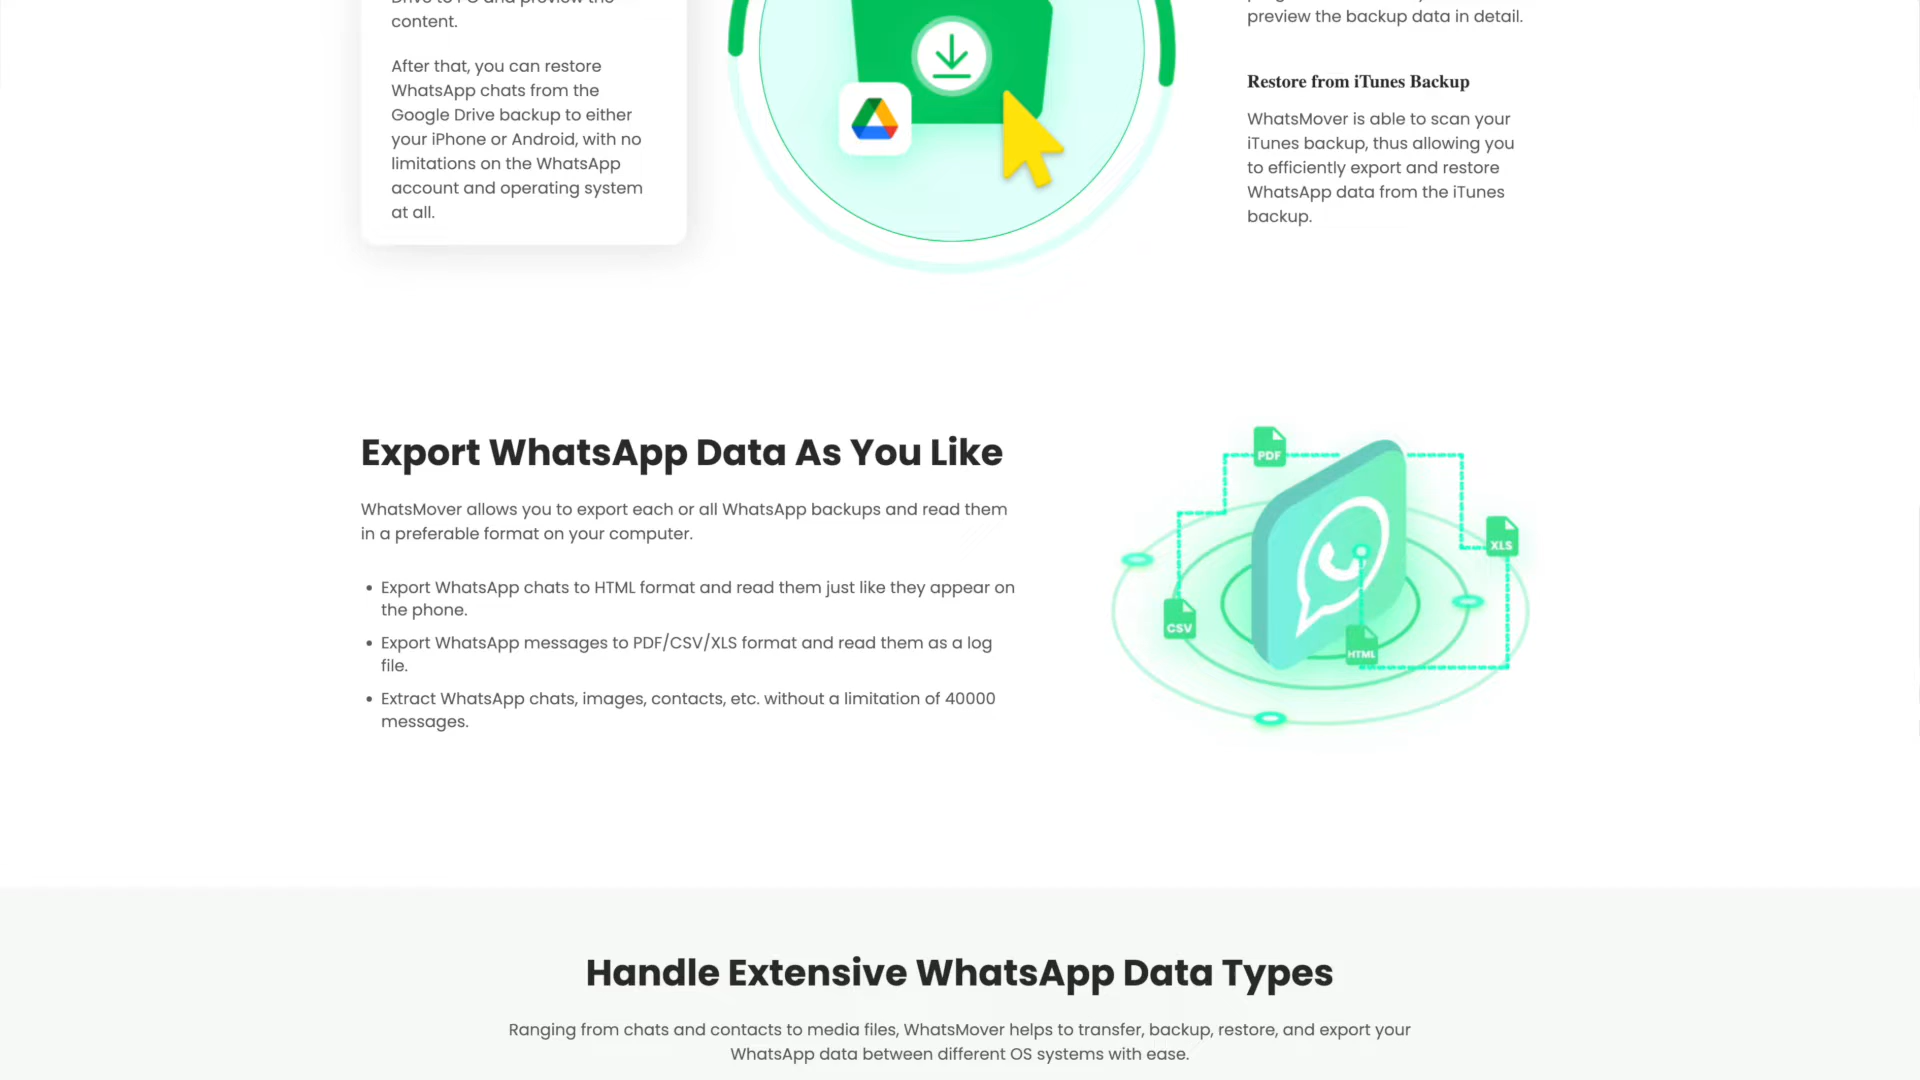 content.
After that, you can restore
WhatsApp chats from the
Google Drive backup to either
your iPhone or Android, with no
limitations on the WhatsApp
account and operating system
at all.
preview the backup data in detail.
Restore from iTunes Backup
WhatsMover is able to scan your
iTunes backup, thus allowing you
to efficiently export and restore
WhatsApp data from the iTunes
backup.
Export WhatsApp Data As You Like
WhatsMover allows you to export each or all WhatsApp backups and read them
in a preferable format on your computer.
• Export WhatsApp chats to HTML format and read them just like they appear on
the phone.
• Export WhatsApp messages to PDF/CSV/XLS format and read them as a log
file.
• Extract WhatsApp chats, images, contacts, etc. without a limitation of 40000
messages.
PDF
XLS
CSV
HTML
Handle Extensive WhatsApp Data Types
Ranging from chats and contacts to media files, WhatsMover helps to transfer, backup, restore, and export your
WhatsApp data between different OS systems with ease.